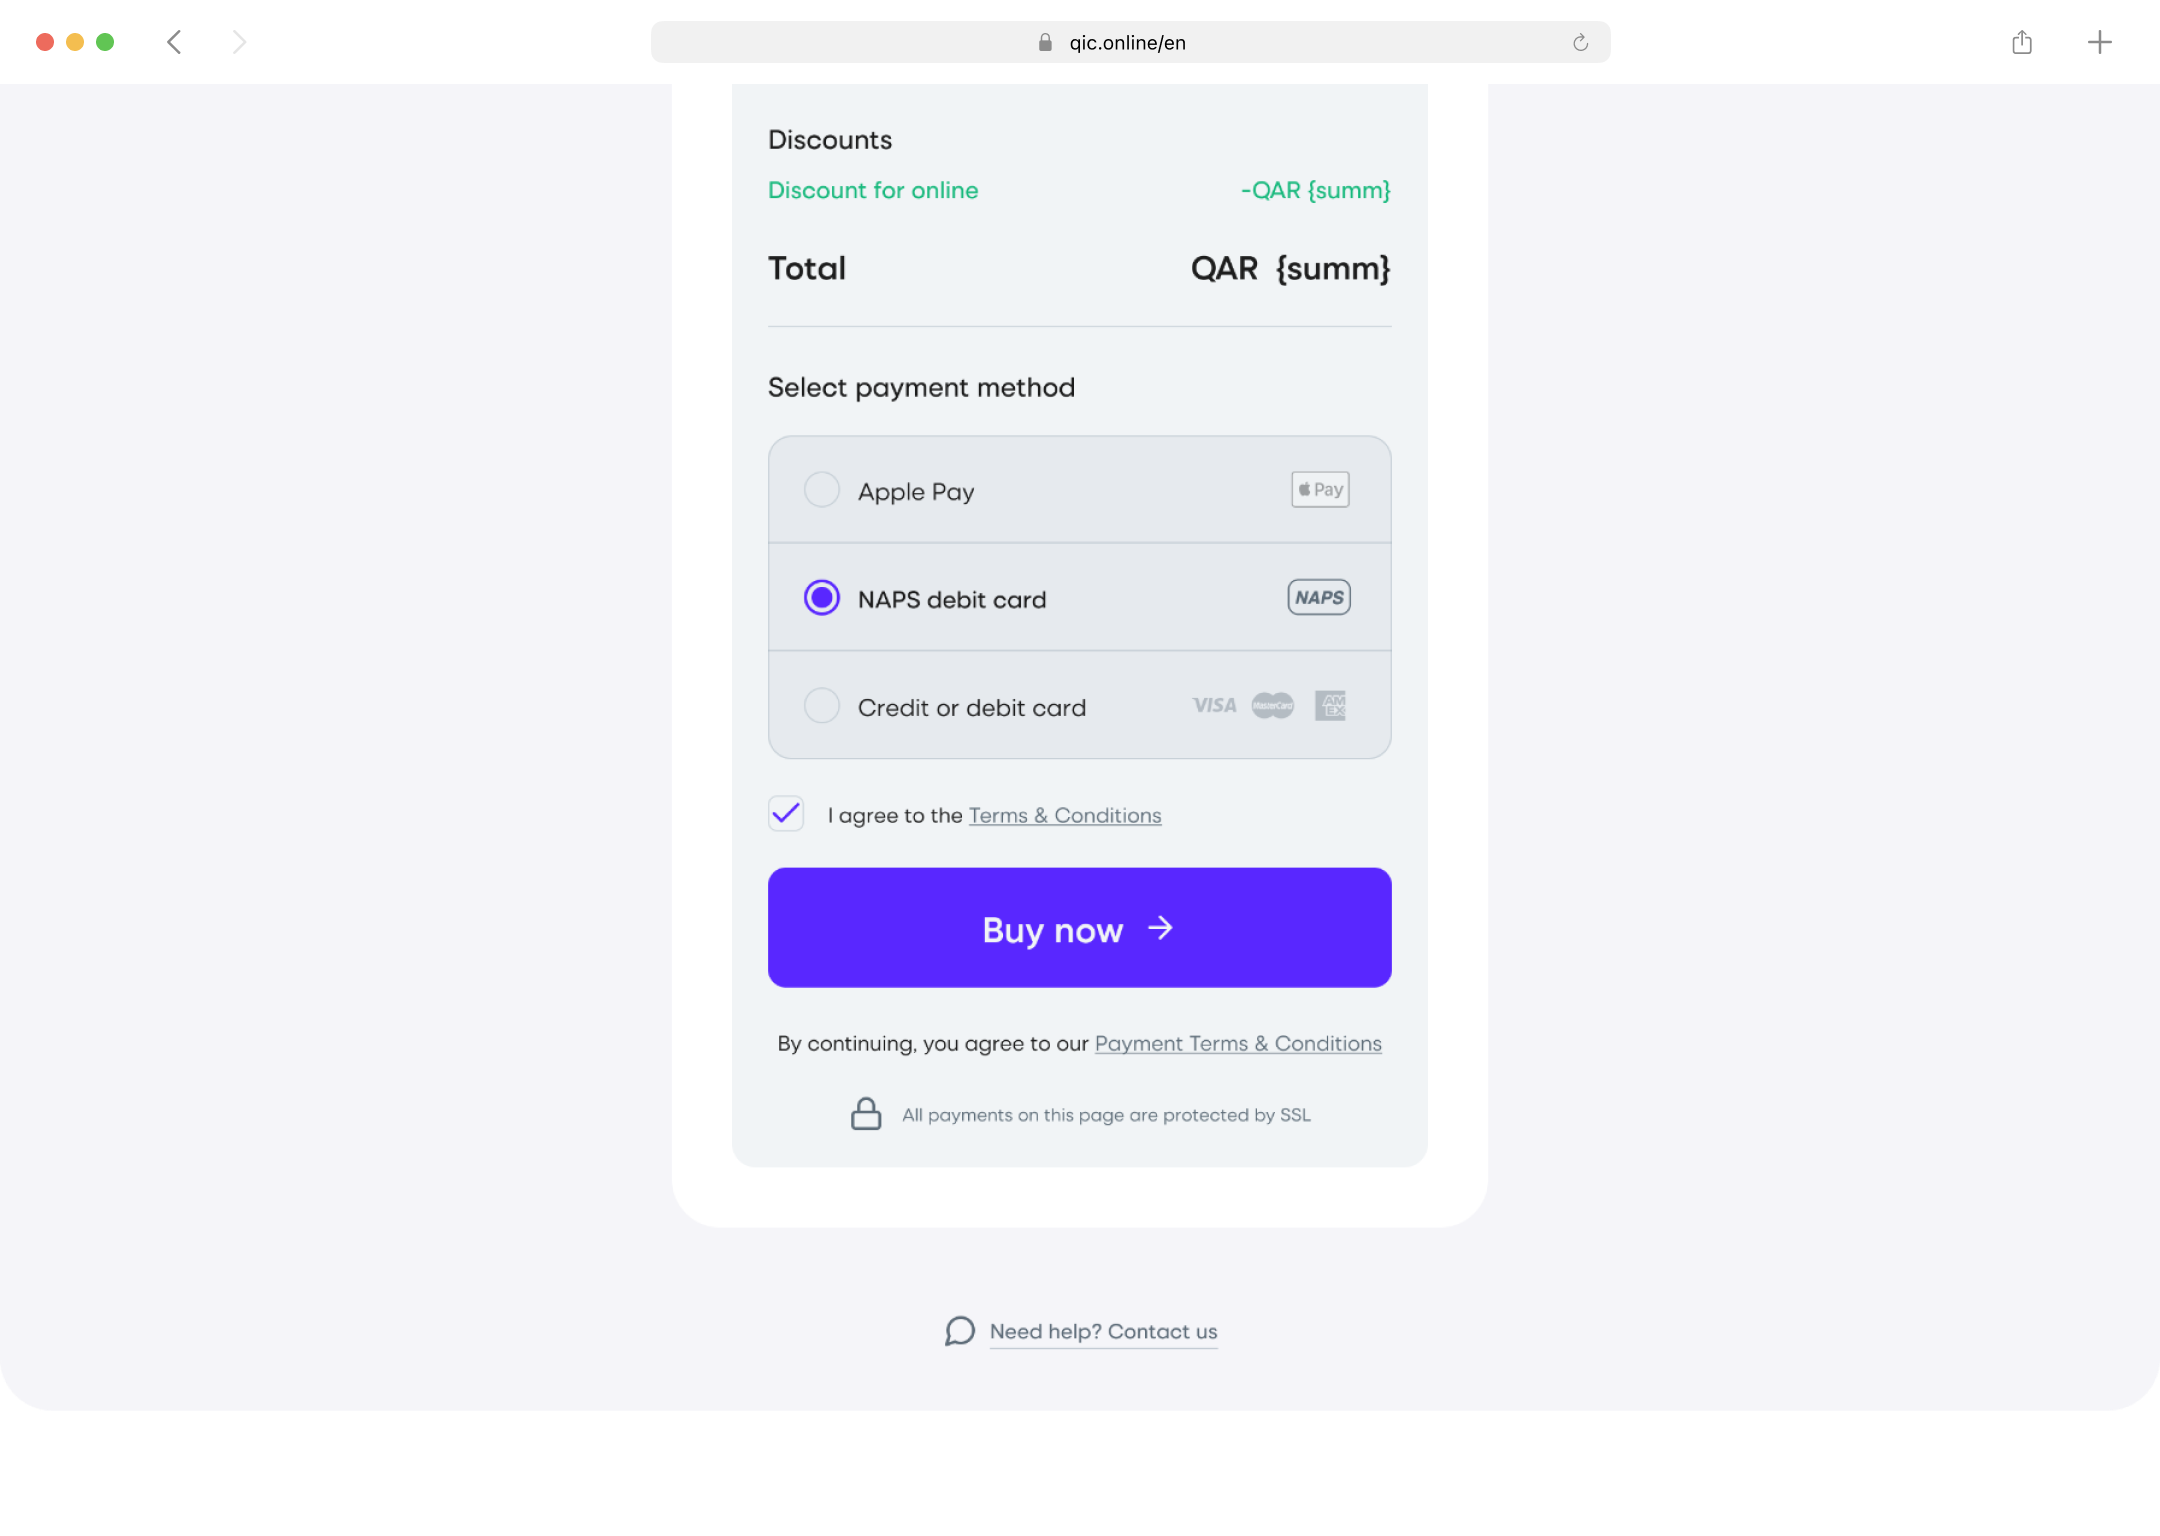 qic.online/en
Discounts
Discount for online -QAR {summ}
Total QAR {summ}
Select payment method
Apple Pay Pay
NAPS debit card NAPS
Credit or debit card VISA MasterCard AMEX
I agree to the Terms & Conditions
Buy now →
By continuing, you agree to our Payment Terms & Conditions
All payments on this page are protected by SSL
Need help? Contact us